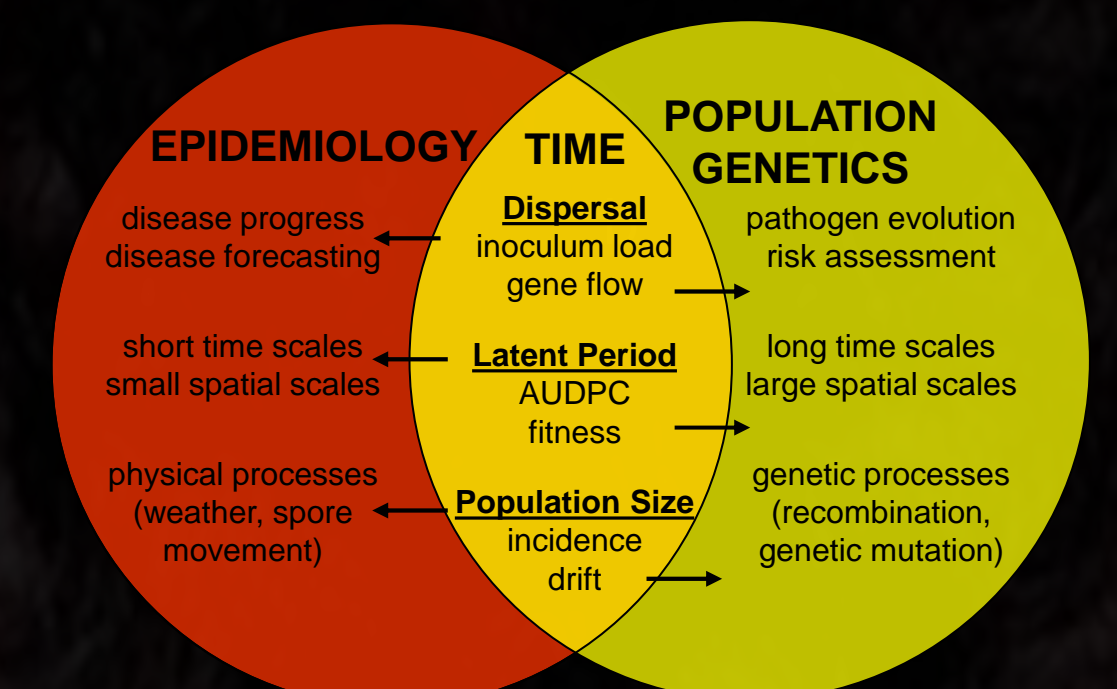 EPIDEMIOLOGY
disease progress
disease forecasting
short time scales
small spatial scales
physical processes
(weather, spore
movement)
TIME
Dispersal
inoculum load
gene flow
Latent Period
AUDPC
fitness
Population Size
incidence
drift
POPULATION
GENETICS
pathogen evolution
risk assessment
long time scales
large spatial scales
genetic processes
(recombination,
genetic mutation)